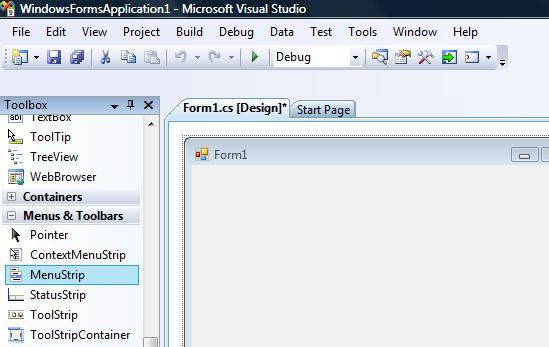 WindowsFormsApplication1 - Microsoft Visual Studio
File Edit View Project Build Debug Data Test Tools Window Help
Debug
Toolbox
Form1.cs [Design]* Start Page
TextBox
ToolTip
TreeView
WebBrowser
Containers
Menus & Toolbars
Pointer
ContextMenuStrip
MenuStrip
StatusStrip
ToolStrip
ToolStripContainer
Form1